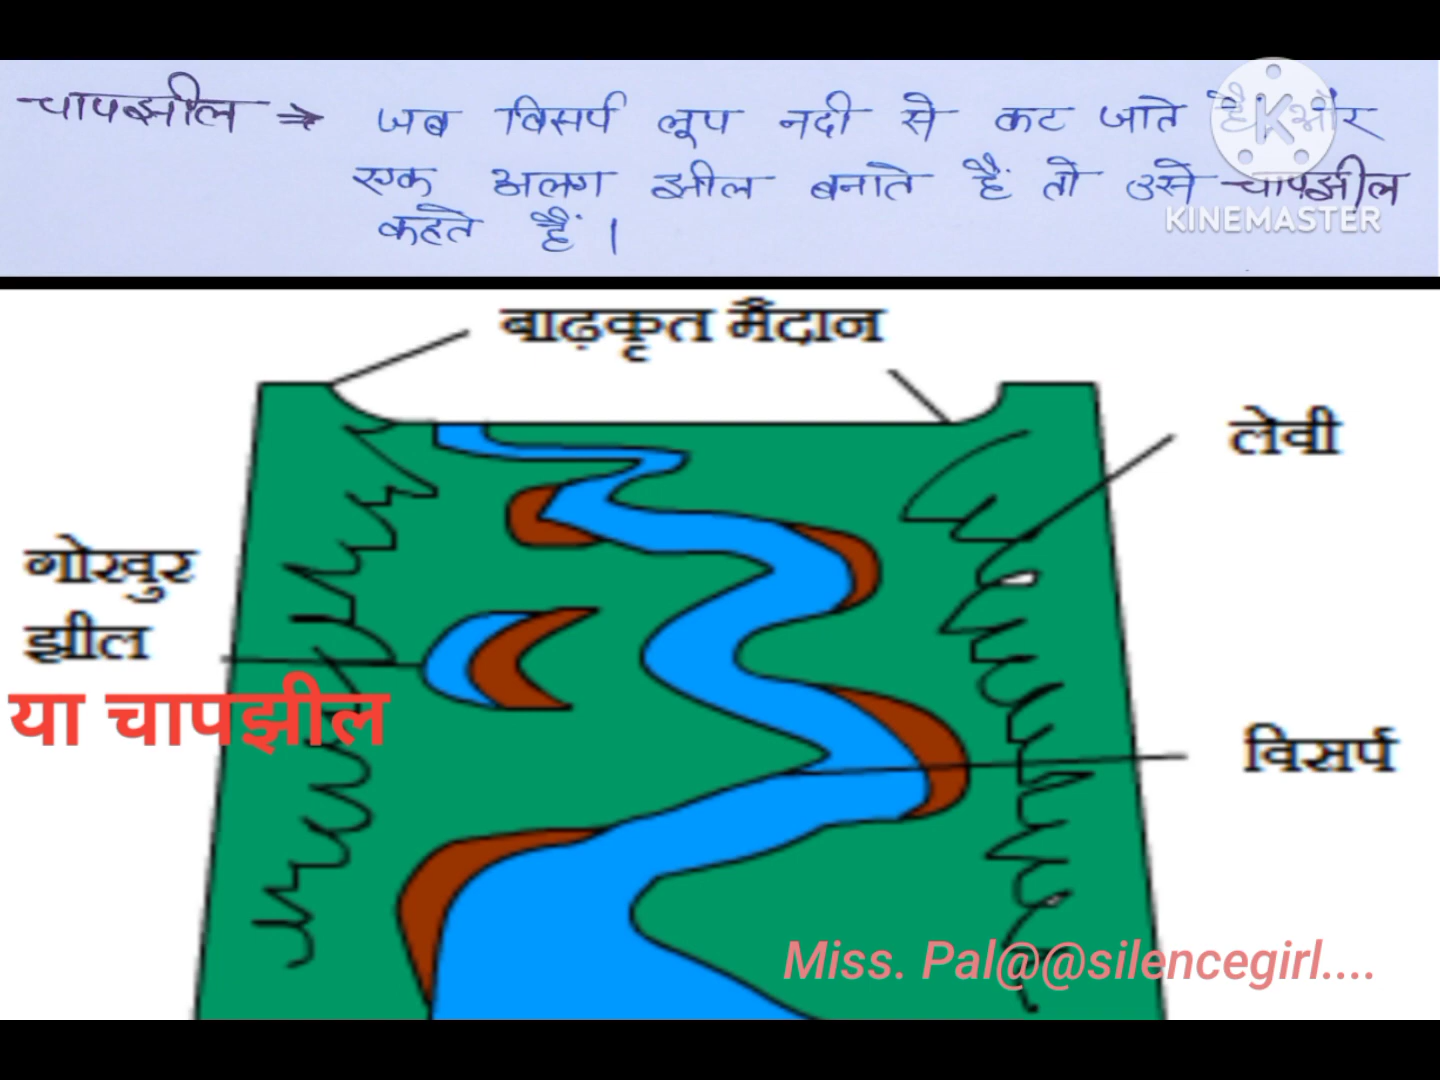 चापझील ⇒ जब विसर्प लूप नदी से कट जाते है। और
एक अलग झील बनाते हैं तो उसे चापझील
कहते हैं।
KINEMASTER
बाढ़कृत मैदान
लेवी
गोखुर
झील
या चापझील
विसर्प
Miss. Pal@@silencegirl....